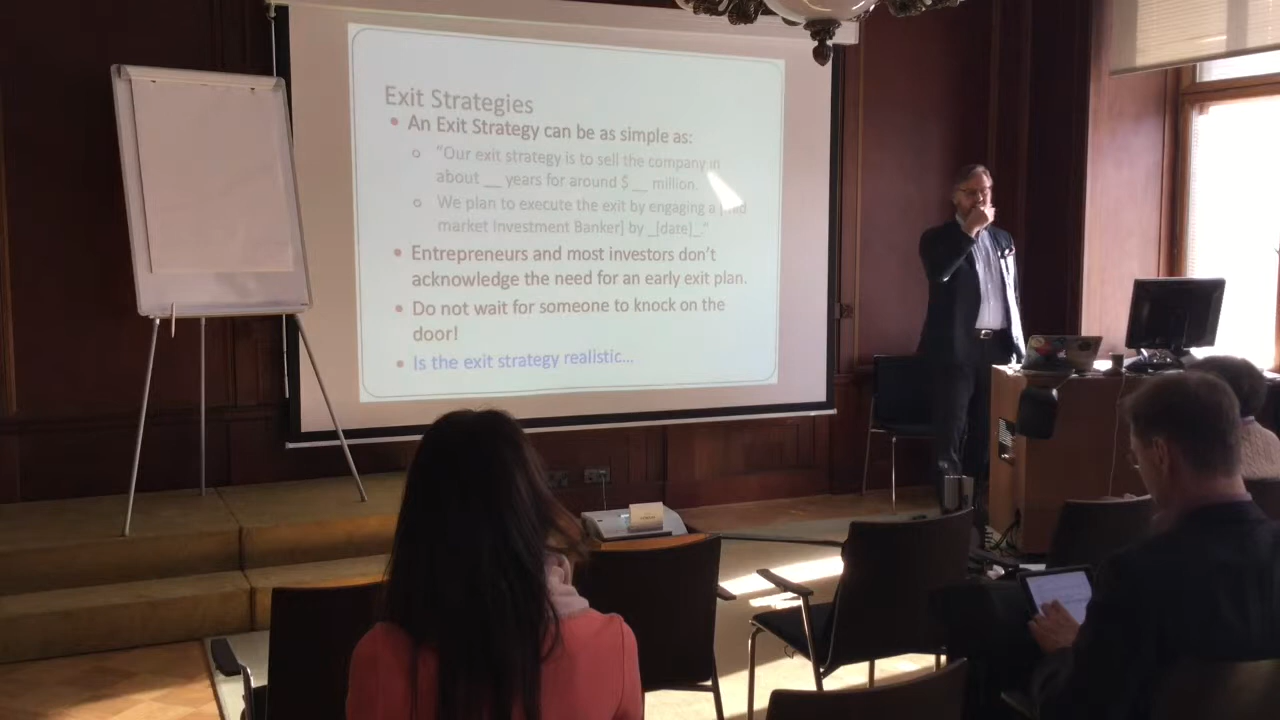 Exit Strategies
• An Exit Strategy can be as simple as:
o "Our exit strategy is to sell the company in
about __ years for around $ __ million.
o We plan to execute the exit by engaging a
market Investment Banker] by _[date]_."
• Entrepreneurs and most investors don't
acknowledge the need for an early exit plan.
• Do not wait for someone to knock on the
door!
• Is the exit strategy realistic...